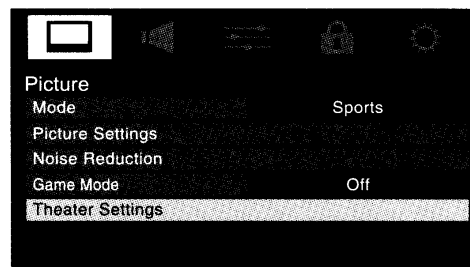 Picture
Mode Sports
Picture Settings
Noise Reduction
Game Mode Off
Theater Settings